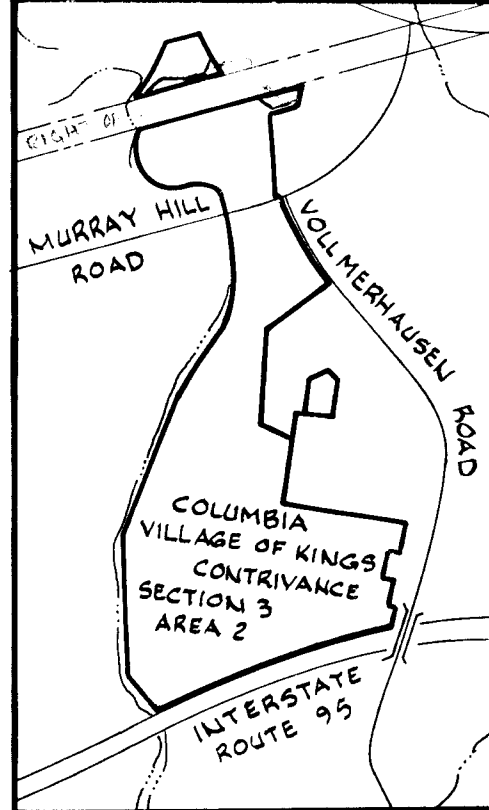 RIGHT OF
MURRAY HILL
ROAD
VOLLMERHAUSEN ROAD
COLUMBIA
VILLAGE OF KINGS
CONTRIVANCE
SECTION 3
AREA 2
INTERSTATE
ROUTE 95